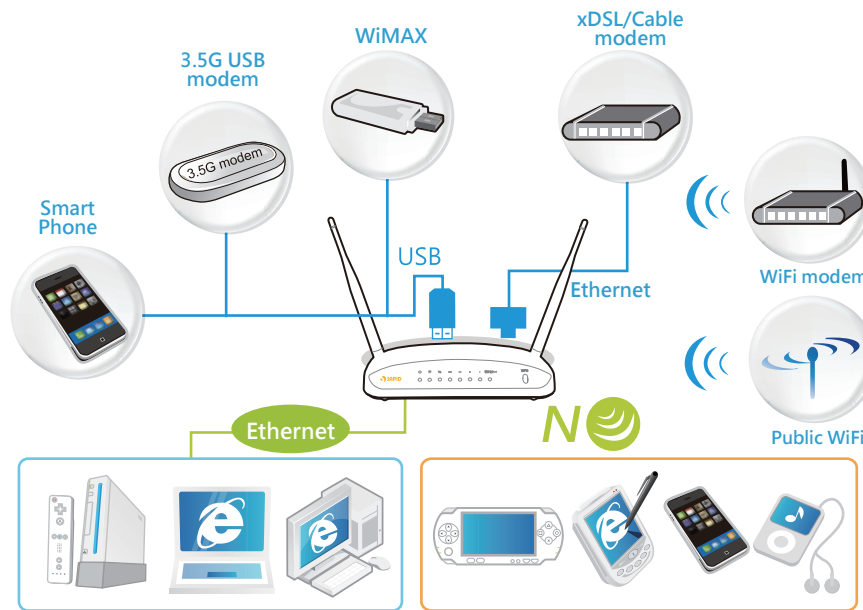 WiMAX
xDSL/Cable
modem
3.5G USB
modem
3.5G modem
Smart
Phone
USB
Ethernet
WiFi modem
Public WiFi
SAPIDO
Ethernet
N